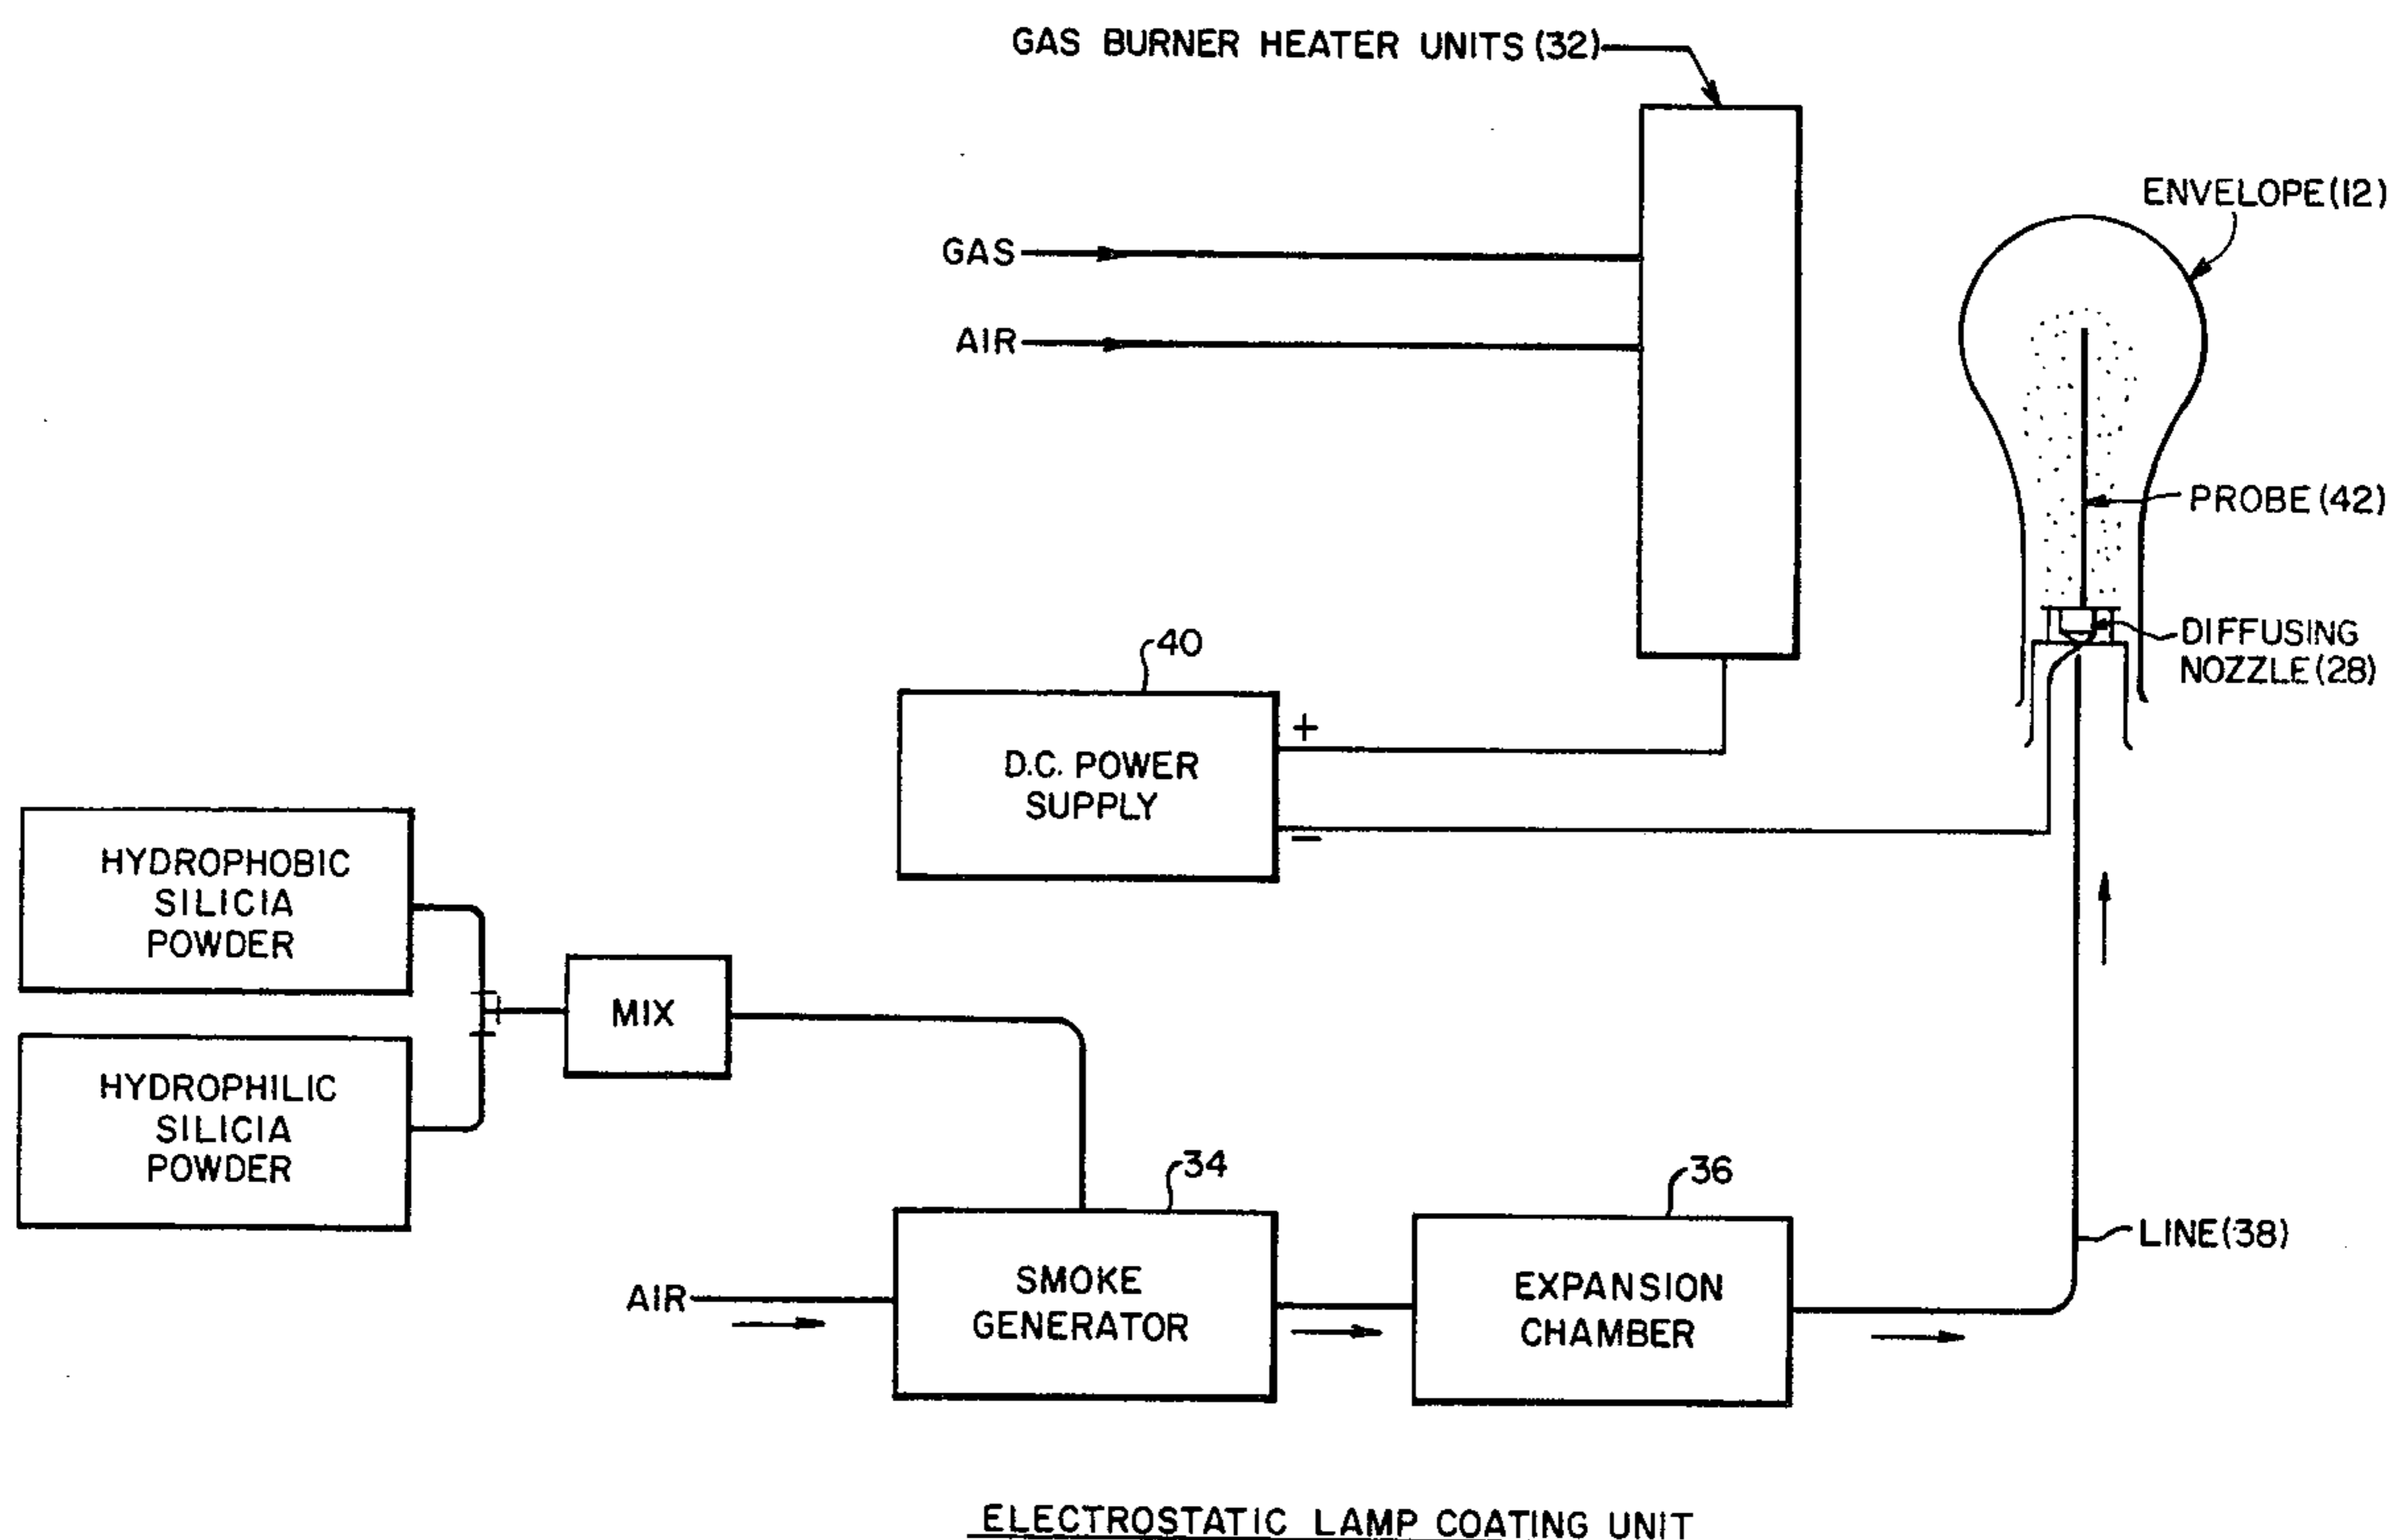 GAS BURNER HEATER UNITS (32)
ENVELOPE (12)
GAS
AIR
PROBE (42)
DIFFUSING
NOZZLE (28)
40
+
D.C. POWER
SUPPLY
−
HYDROPHOBIC
SILICIA
POWDER
MIX
HYDROPHILIC
SILICIA
POWDER
34
36
LINE (38)
AIR
SMOKE
GENERATOR
EXPANSION
CHAMBER
ELECTROSTATIC LAMP COATING UNIT